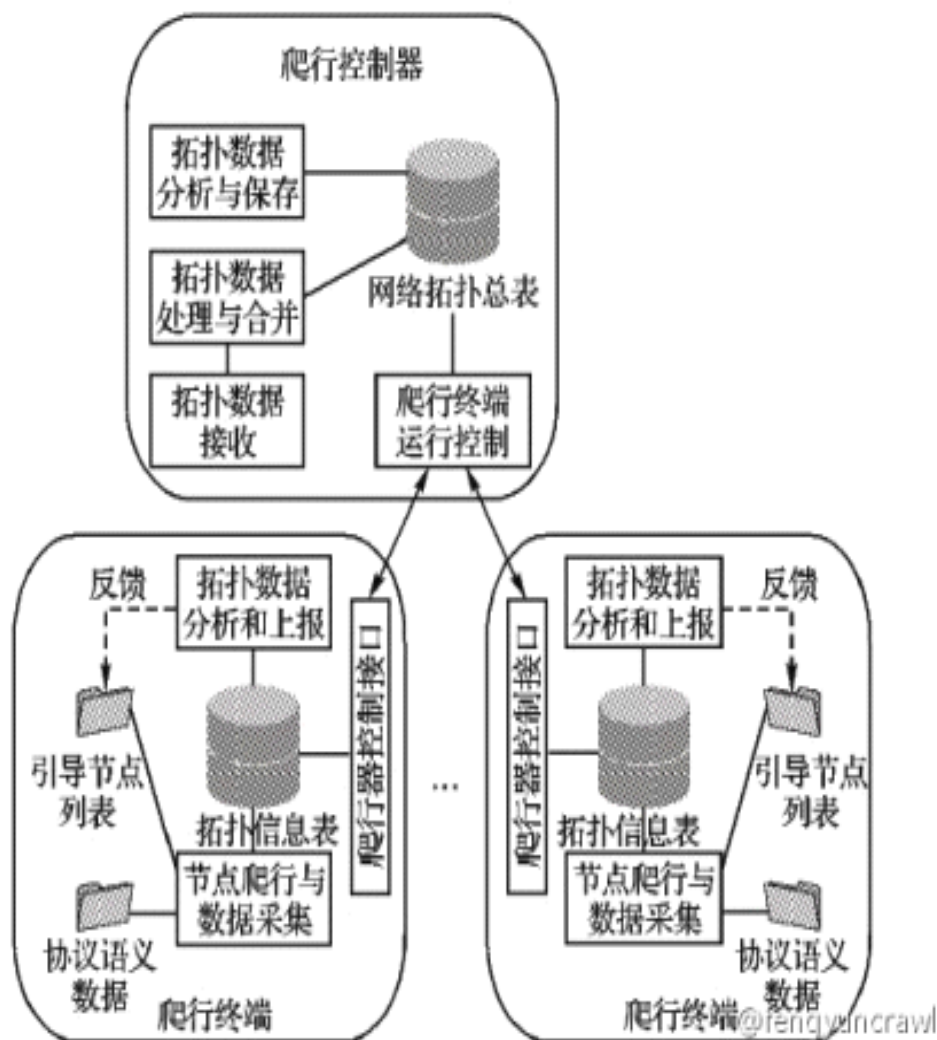 爬行控制器
拓扑数据
分析与保存
拓扑数据
处理与合并
网络拓扑总表
拓扑数据
接收
爬行终端
运行控制
反馈
拓扑数据
分析和上报
爬行器控制接口
引导节点
列表
拓扑信息表
节点爬行与
数据采集
协议语义
数据
爬行终端
...
拓扑数据
分析和上报
反馈
爬行器控制接口
引导节点
列表
拓扑信息表
节点爬行与
数据采集
协议语义
数据
爬行终端
@fengyuncrawl